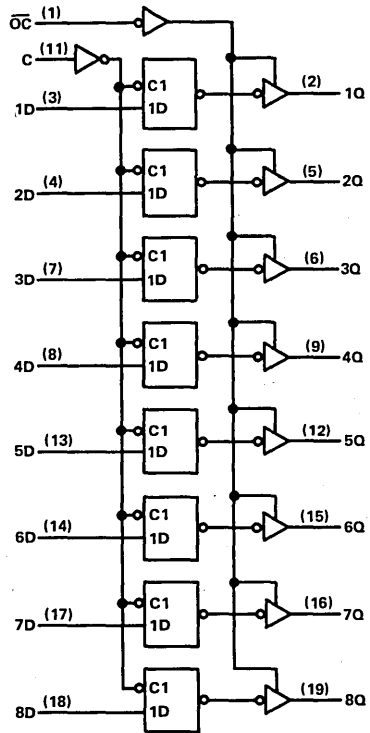 OC (1)
C (11)
C1 (2)
1D (3) 1D 1Q
C1 (5)
2D (4) 1D 2Q
C1 (6)
3D (7) 1D 3Q
C1 (9)
4D (8) 1D 4Q
C1 (12)
5D (13) 1D 5Q
C1 (15)
6D (14) 1D 6Q
C1 (16)
7D (17) 1D 7Q
C1 (19)
8D (18) 1D 8Q